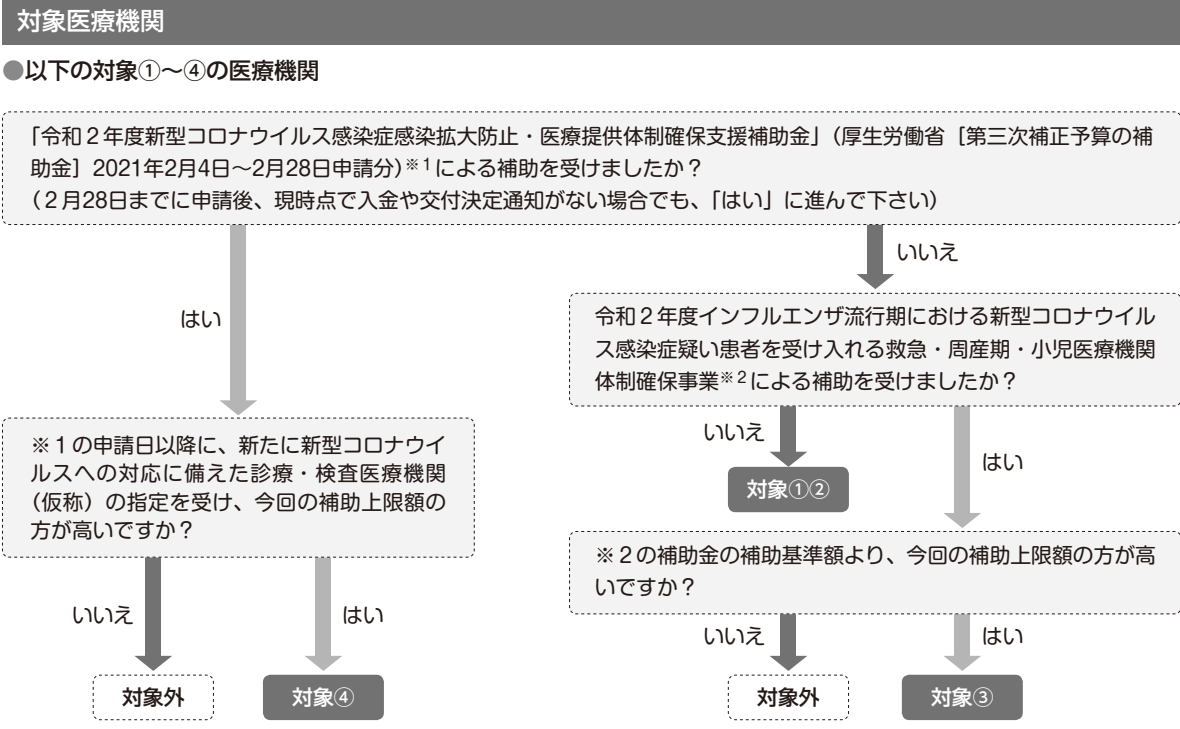 対象医療機関
●以下の対象①～④の医療機関
「令和２年度新型コロナウイルス感染症感染拡大防止・医療提供体制確保支援補助金」（厚生労働省［第三次補正予算の補
助金］2021年2月4日～2月28日申請分）※１による補助を受けましたか？
（２月28日までに申請後、現時点で入金や交付決定通知がない場合でも、「はい」に進んで下さい）
いいえ
はい
令和２年度インフルエンザ流行期における新型コロナウイル
ス感染症疑い患者を受け入れる救急・周産期・小児医療機関
体制確保事業※２による補助を受けましたか？
※１の申請日以降に、新たに新型コロナウイ
ルスへの対応に備えた診療・検査医療機関
（仮称）の指定を受け、今回の補助上限額の
方が高いですか？
いいえ
はい
対象①②
※２の補助金の補助基準額より、今回の補助上限額の方が高
いですか？
いいえ
はい
いいえ
はい
対象外
対象④
対象外
対象③